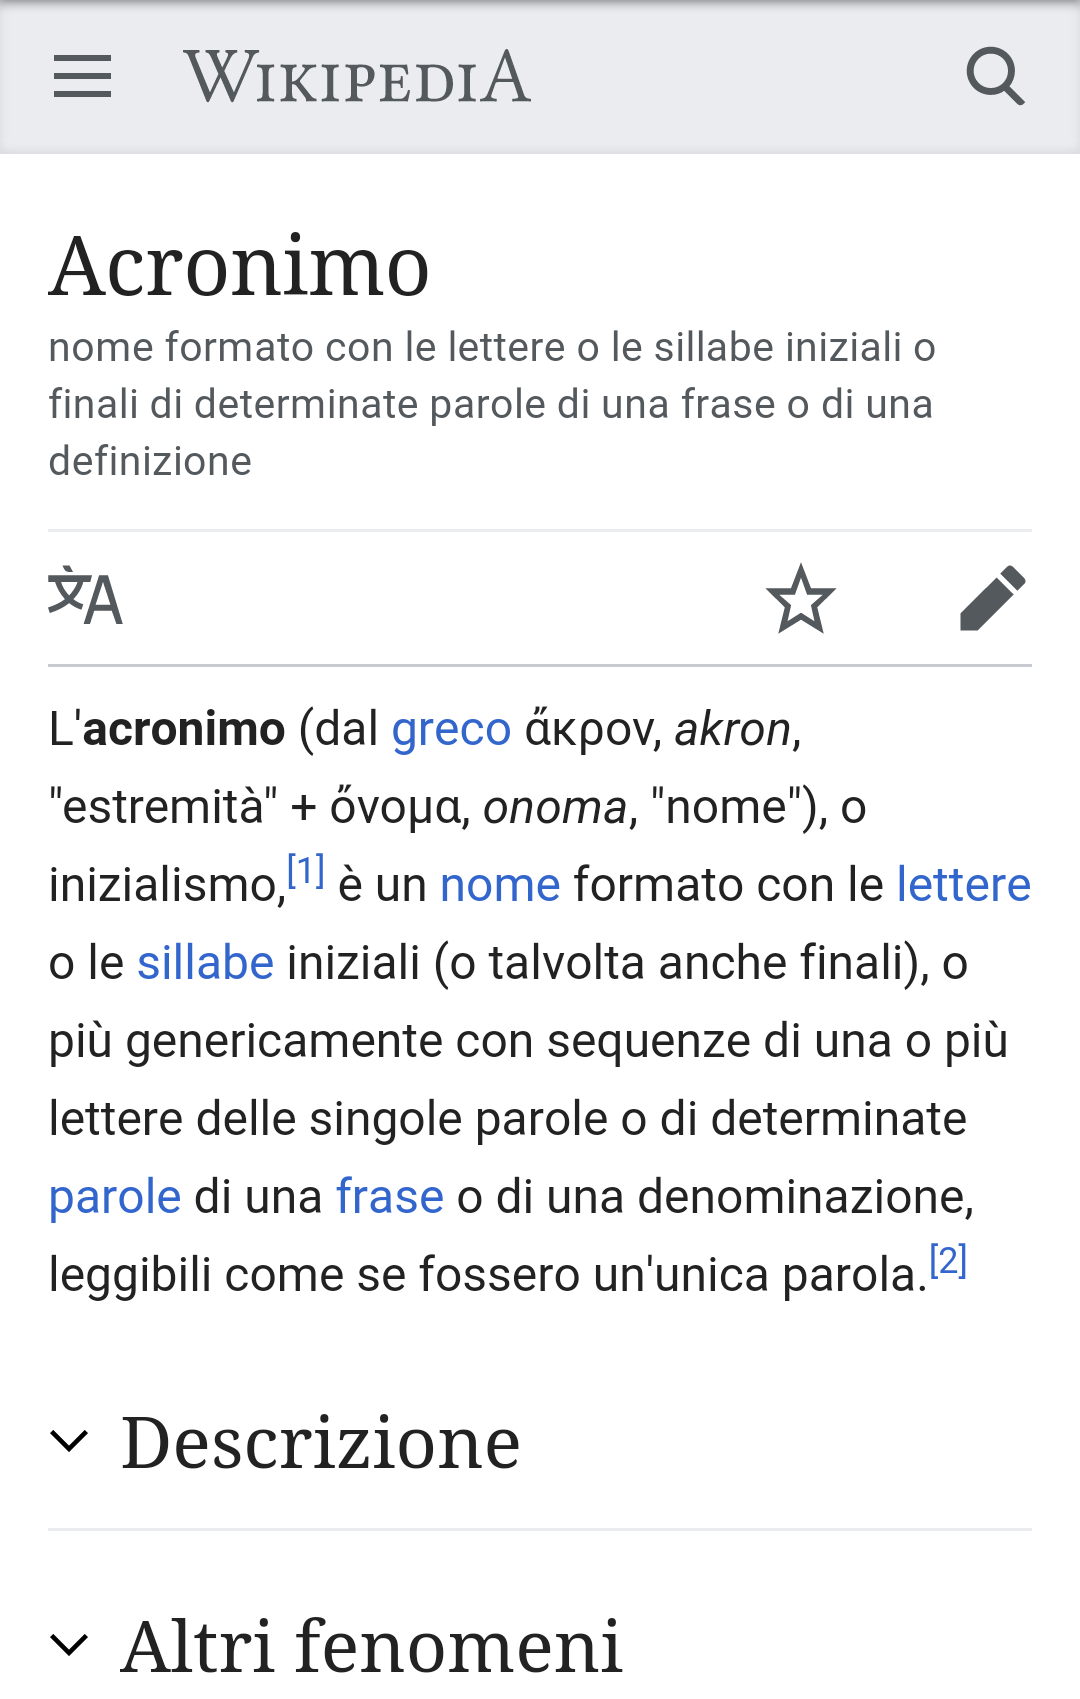 WIKIPEDIA
Acronimo
nome formato con le lettere o le sillabe iniziali o
finali di determinate parole di una frase o di una
definizione
文A
L'acronimo (dal greco ἄκρον, akron,
"estremità" + ὄνομα, onoma, "nome"), o
inizialismo,[1] è un nome formato con le lettere
o le sillabe iniziali (o talvolta anche finali), o
più genericamente con sequenze di una o più
lettere delle singole parole o di determinate
parole di una frase o di una denominazione,
leggibili come se fossero un'unica parola.[2]
Descrizione
Altri fenomeni